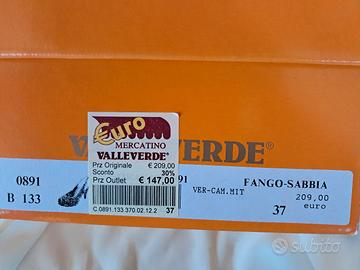 Euro
MERCATINO
VALLEVERDE®
Prz Originale € 209,00
Sconto 30%
Prz Outlet € 147,00
C.0891.133.370.02.12.2 37
VALLEVERDE®
0891
B 133
91
VER-CAM.MIT
FANGO-SABBIA
209,00
euro
37
subito